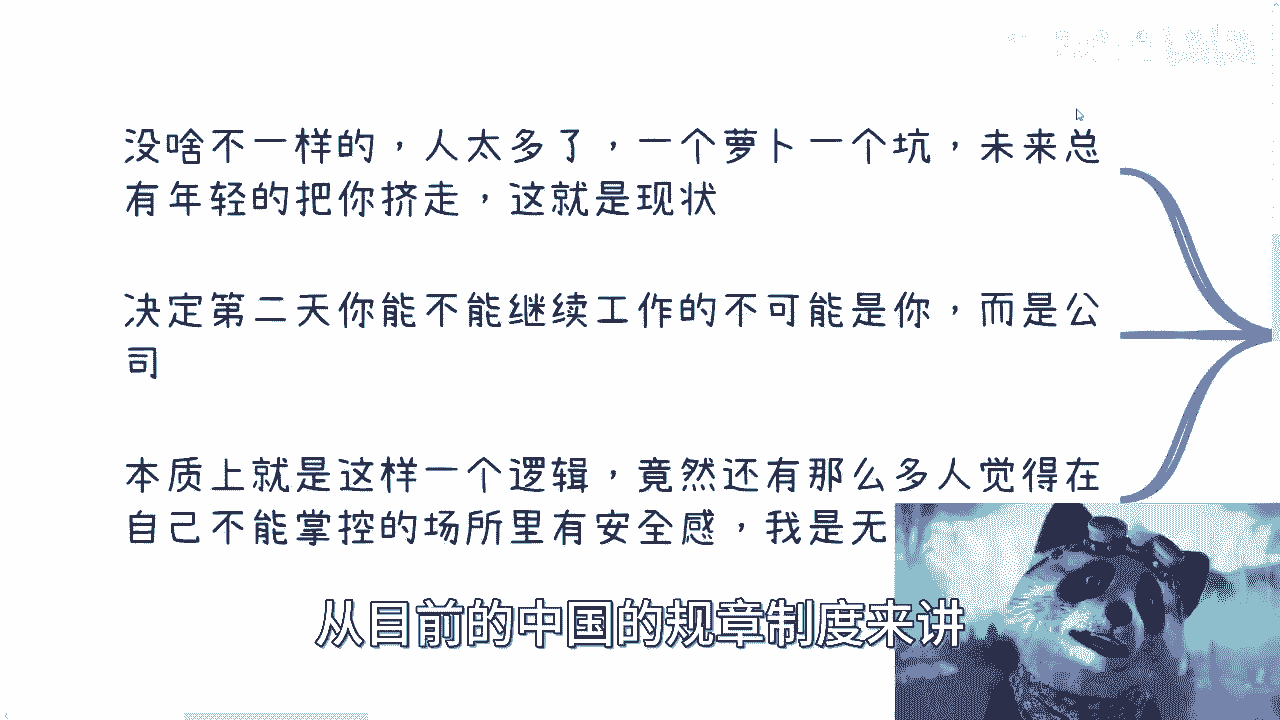 没啥不一样的，人太多了，一个萝卜一个坑，未来总
有年轻的把你挤走，这就是现状
决定第二天你能不能继续工作的不可能是你，而是公
司
本质上就是这样一个逻辑，竟然还有那么多人觉得在
自己不能掌控的场所里有安全感，我是无
从目前的中国的规章制度来讲